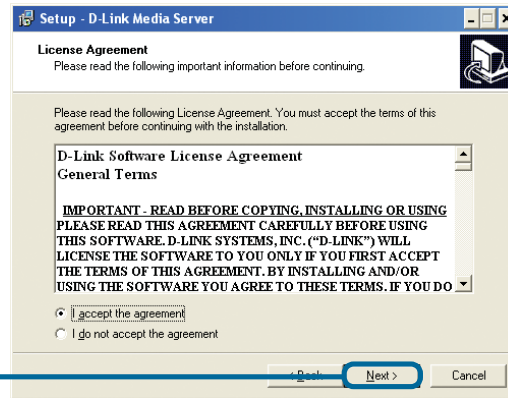 Setup - D-Link Media Server
License Agreement
Please read the following important information before continuing.
Please read the following License Agreement. You must accept the terms of this
agreement before continuing with the installation.
D-Link Software License Agreement
General Terms
IMPORTANT - READ BEFORE COPYING, INSTALLING OR USING
PLEASE READ THIS AGREEMENT CAREFULLY BEFORE USING
THIS SOFTWARE. D-LINK SYSTEMS, INC. ("D-LINK") WILL
LICENSE THE SOFTWARE TO YOU ONLY IF YOU FIRST ACCEPT
THE TERMS OF THIS AGREEMENT. BY INSTALLING AND/OR
USING THE SOFTWARE YOU AGREE TO THESE TERMS. IF YOU DO
I accept the agreement
I do not accept the agreement
< Back
Next >
Cancel